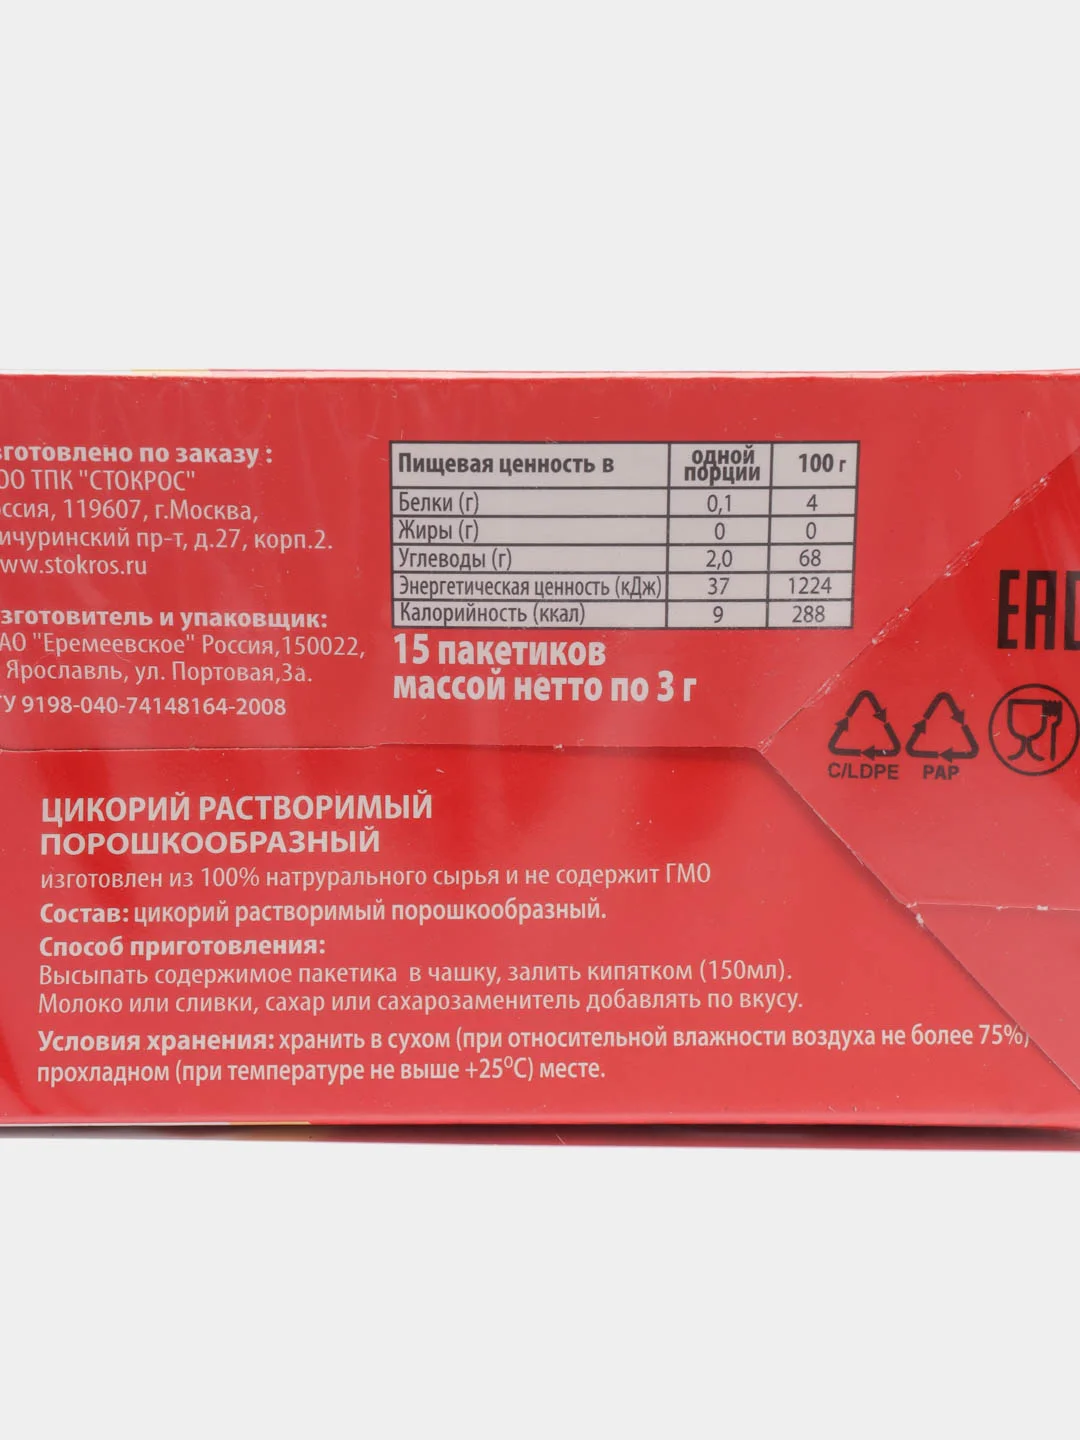 зготовлено по заказу :
ОО ТПК "СТОКРОС"
ссия, 119607, г.Москва,
ичуринский пр-т, д.27, корп.2.
ww.stokros.ru
зготовитель и упаковщик:
АО "Еремеевское" Россия,150022,
Ярославль, ул. Портовая,3а.
ТУ 9198-040-74148164-2008
Пищевая ценность в одной порции 100 г
Белки (г) 0,1 4
Жиры (г) 0 0
Углеводы (г) 2,0 68
Энергетическая ценность (кДж) 37 1224
Калорийность (ккал) 9 288
15 пакетиков
массой нетто по 3 г
ЕАС
C/LDPE PAP
ЦИКОРИЙ РАСТВОРИМЫЙ
ПОРОШКООБРАЗНЫЙ
изготовлен из 100% натрурального сырья и не содержит ГМО
Состав: цикорий растворимый порошкообразный.
Способ приготовления:
Высыпать содержимое пакетика в чашку, залить кипятком (150мл).
Молоко или сливки, сахар или сахарозаменитель добавлять по вкусу.
Условия хранения: хранить в сухом (при относительной влажности воздуха не более 75%)
прохладном (при температуре не выше +25⁰С) месте.